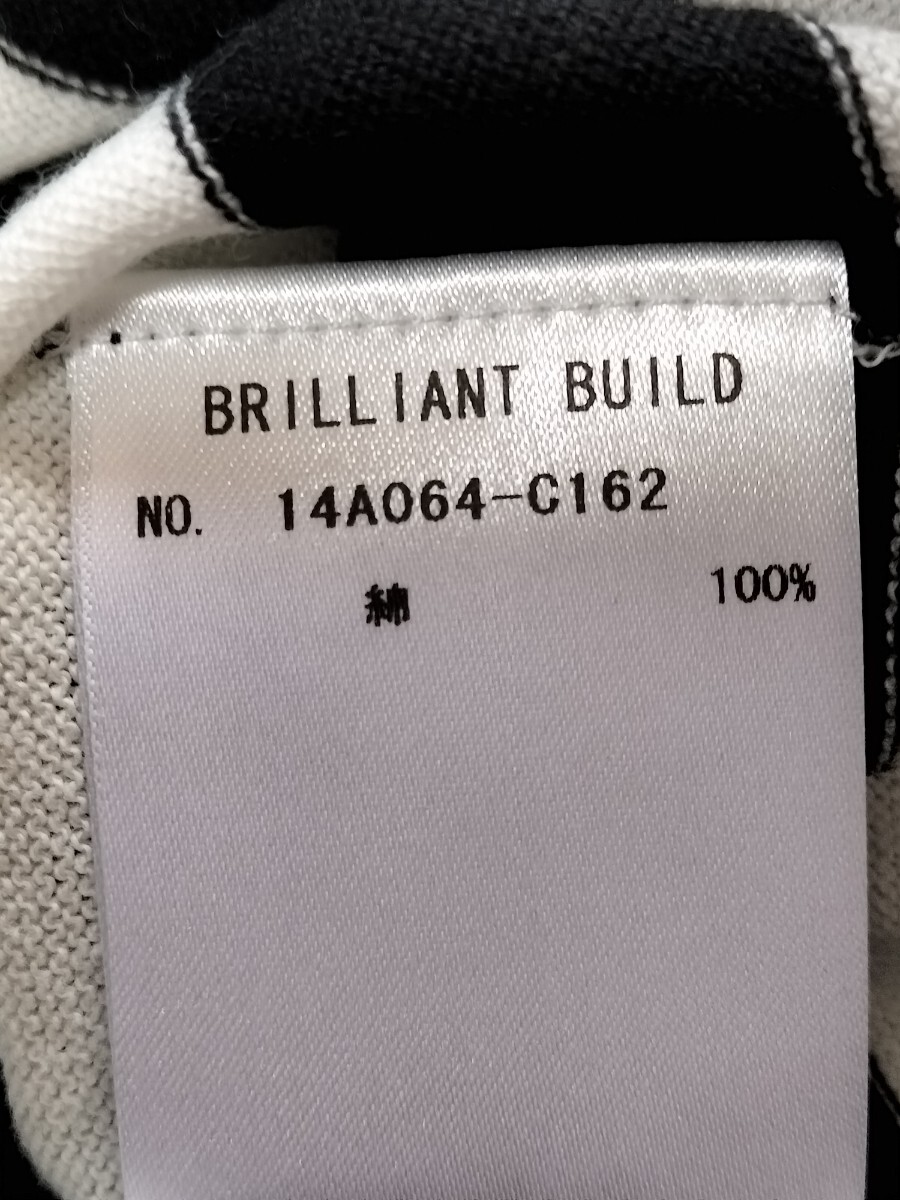 BRILLIANT BUILD
NO. 14A064-C162
綿 100%